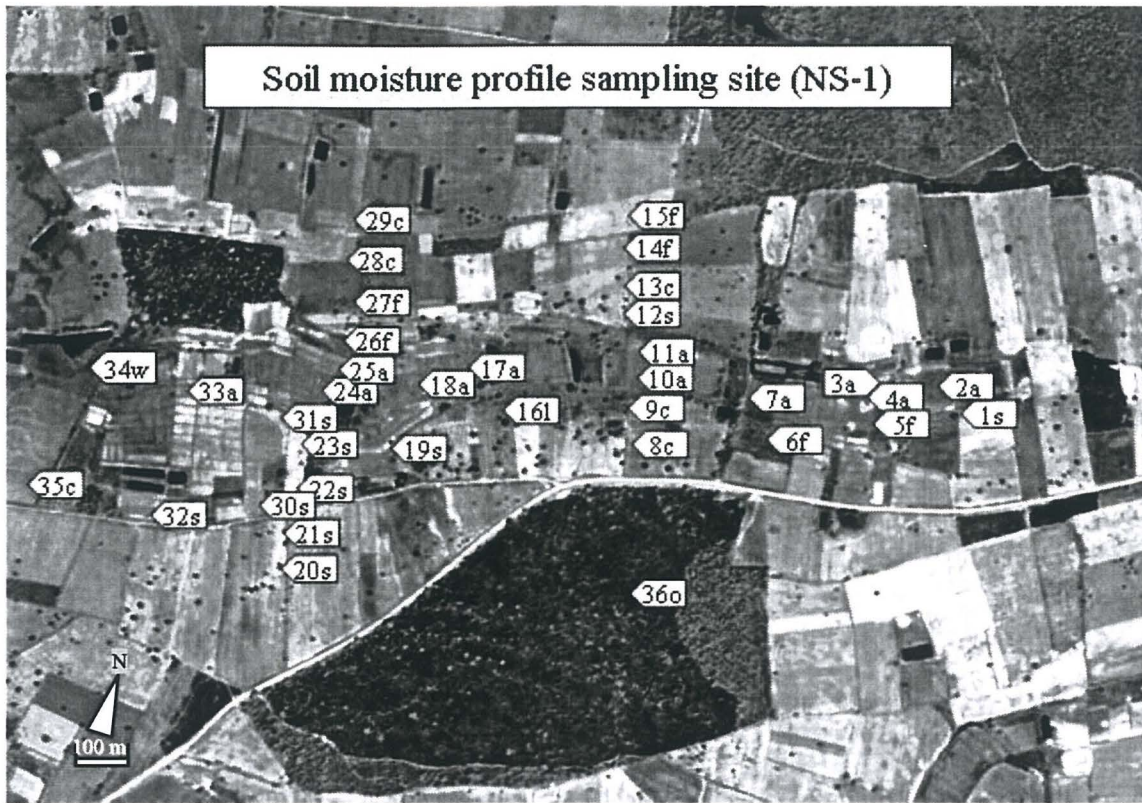 Soil moisture profile sampling site (NS-1)
29c
15f
28c
14f
13c
27f
12s
26f
11a
34w
25a
17a
10a
33a
24a
18a
3a
2a
7a
4a
31s
16l
9c
1s
5f
23s
19s
8c
6f
35c
22s
30s
32s
21s
20s
36o
N
100 m